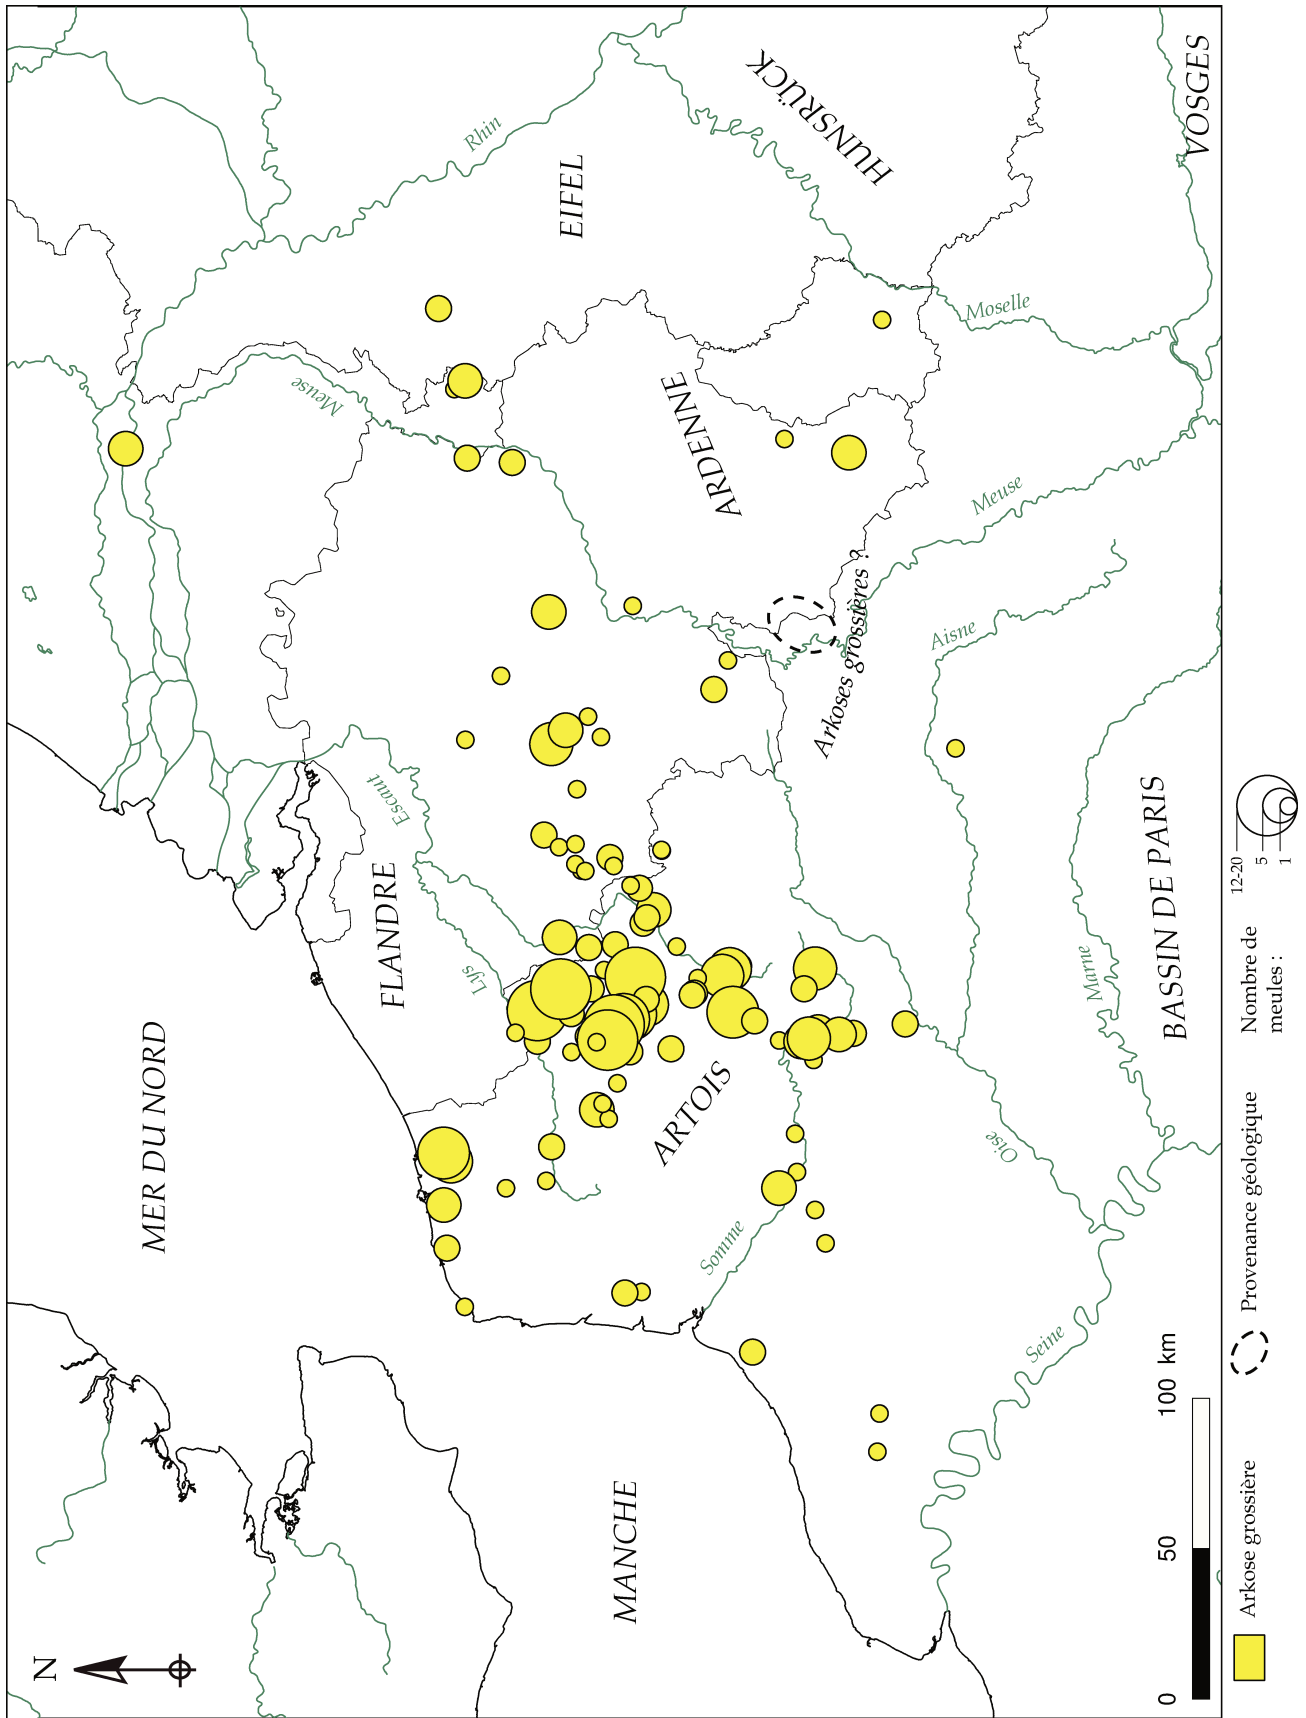 N
MER DU NORD
MANCHE
FLANDRE
ARTOIS
EIFEL
HUNSRÜCK
ARDENNE
VOSGES
BASSIN DE PARIS
Rhin
Meuse
Escaut
Lys
Moselle
Meuse
Aisne
Somme
Oise
Marne
Seine
Arkoses grossières ?
0 50 100 km
Arkose grossière
Provenance géologique
Nombre de
meules :
12-20
5
1